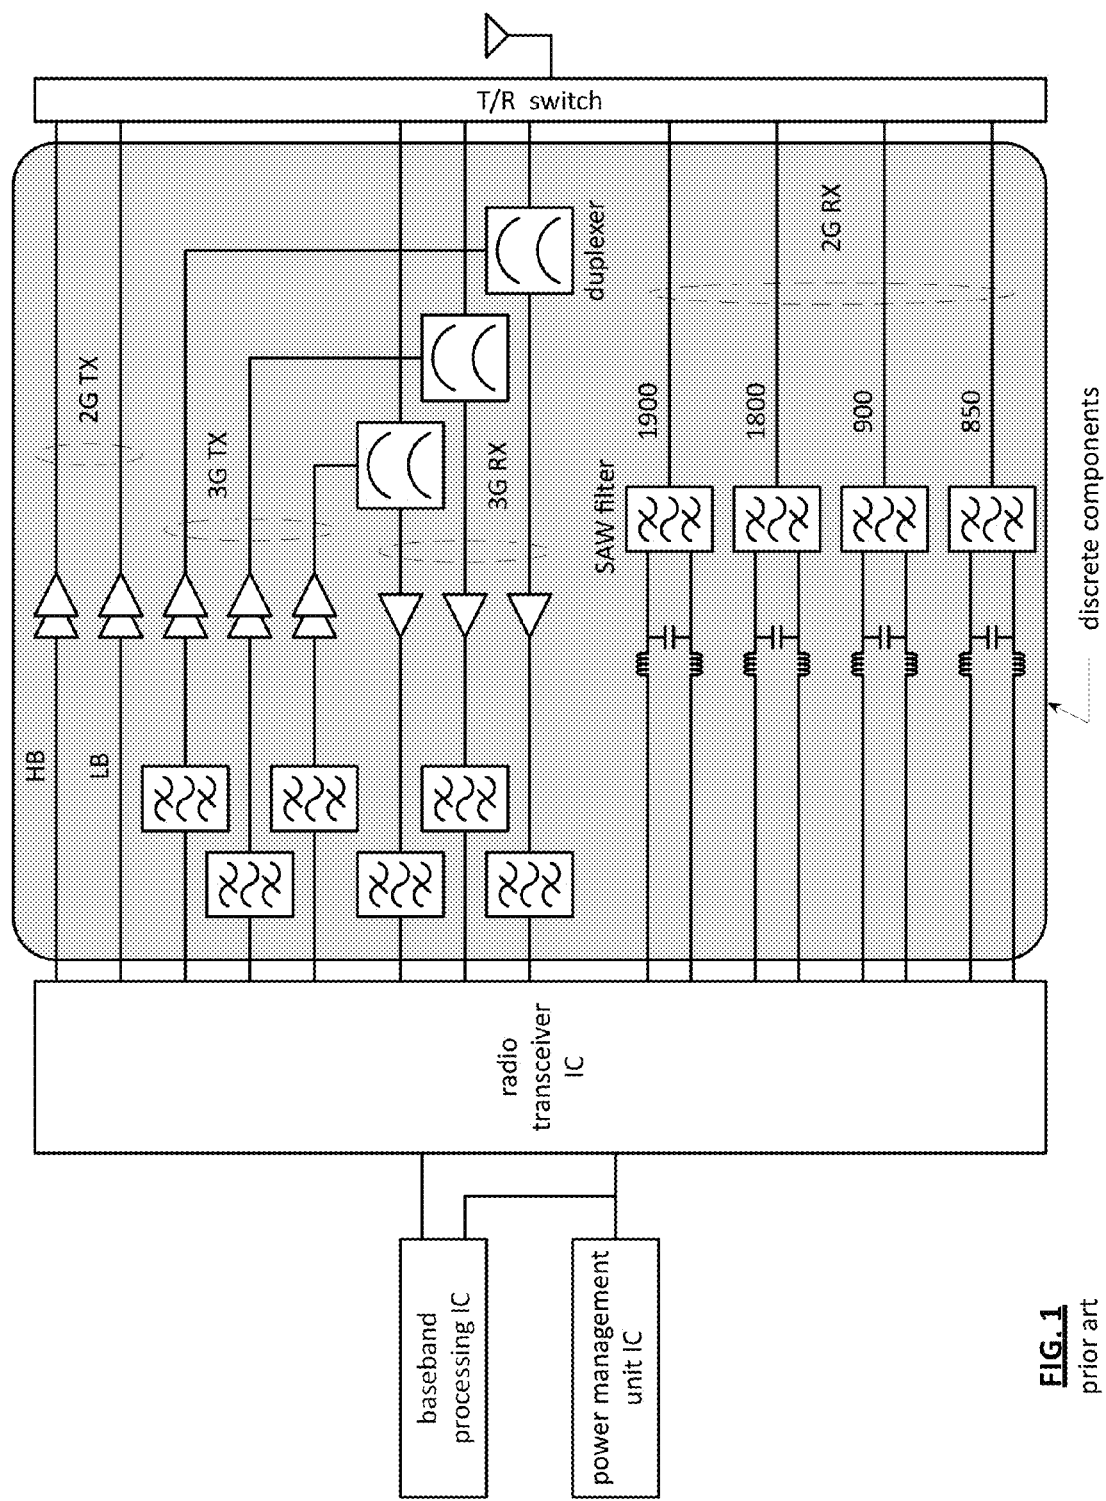 baseband
processing IC
power management
unit IC
radio
transceiver
IC
HB
LB
2G TX
3G TX
3G RX
duplexer
SAW filter
1900
1800
900
850
2G RX
T/R switch
discrete components
FIG. 1
prior art